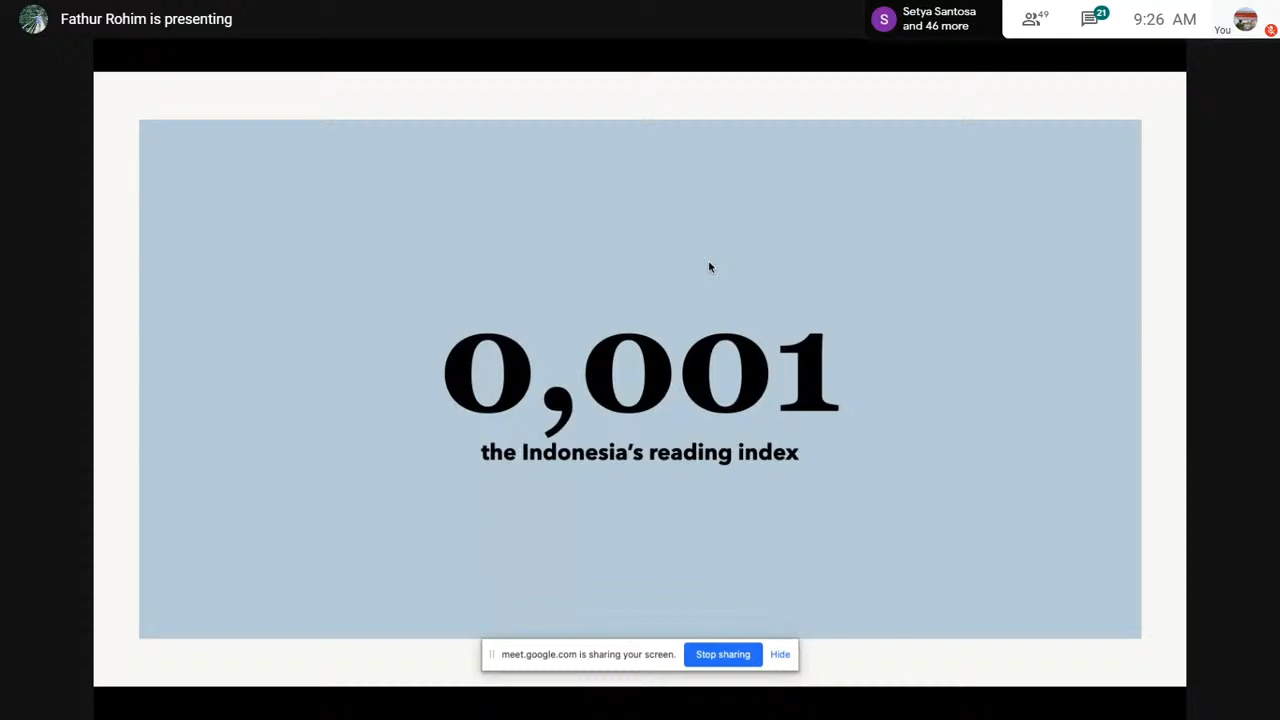 Fathur Rohim is presenting
S
Setya Santosa
and 46 more
49
21
9:26 AM
You
0,001
the Indonesia's reading index
meet.google.com is sharing your screen.
Stop sharing
Hide